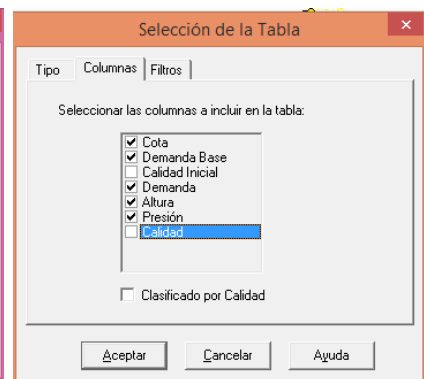 Selección de la Tabla
Tipo Columnas Filtros
Seleccionar las columnas a incluir en la tabla:
Cota
Demanda Base
Calidad Inicial
Demanda
Altura
Presión
Calidad
Clasificado por Calidad
Aceptar Cancelar Ayuda